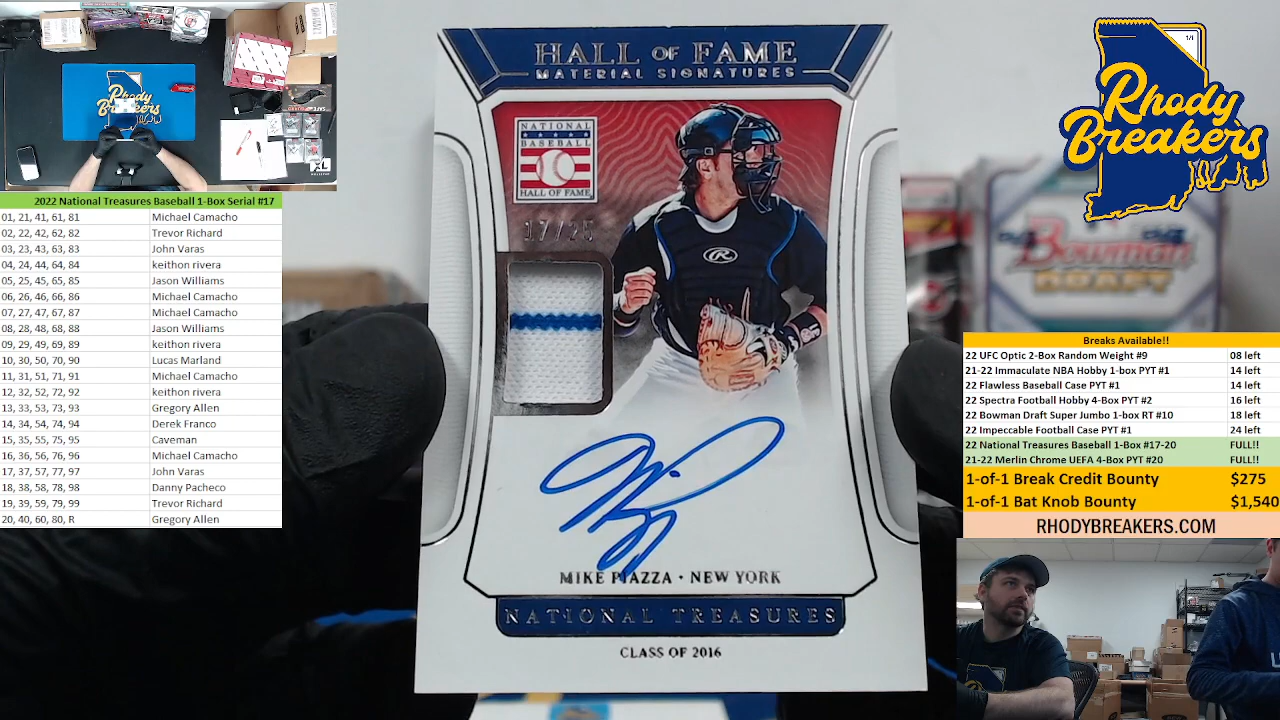 HALL OF FAME
MATERIAL SIGNATURES
NATIONAL
BASEBALL
HALL OF FAME
17/25
R
MIKE PIAZZA • NEW YORK
NATIONAL TREASURES
CLASS OF 2016
Rhody
Breakers
XL
2022 National Treasures Baseball 1-Box Serial #17
01, 21, 41, 61, 81 Michael Camacho
02, 22, 42, 62, 82 Trevor Richard
03, 23, 43, 63, 83 John Varas
04, 24, 44, 64, 84 keithon rivera
05, 25, 45, 65, 85 Jason Williams
06, 26, 46, 66, 86 Michael Camacho
07, 27, 47, 67, 87 Michael Camacho
08, 28, 48, 68, 88 Jason Williams
09, 29, 49, 69, 89 keithon rivera
10, 30, 50, 70, 90 Lucas Marland
11, 31, 51, 71, 91 Michael Camacho
12, 32, 52, 72, 92 keithon rivera
13, 33, 53, 73, 93 Gregory Allen
14, 34, 54, 74, 94 Derek Franco
15, 35, 55, 75, 95 Caveman
16, 36, 56, 76, 96 Michael Camacho
17, 37, 57, 77, 97 John Varas
18, 38, 58, 78, 98 Danny Pacheco
19, 39, 59, 79, 99 Trevor Richard
20, 40, 60, 80, R Gregory Allen
1/1
Rhody
Breakers
Bowman
DRAFT
Breaks Available!!
22 UFC Optic 2-Box Random Weight #9 08 left
21-22 Immaculate NBA Hobby 1-box PYT #1 14 left
22 Flawless Baseball Case PYT #1 14 left
22 Spectra Football Hobby 4-Box PYT #2 16 left
22 Bowman Draft Super Jumbo 1-box RT #10 18 left
22 Impeccable Football Case PYT #1 24 left
22 National Treasures Baseball 1-Box #17-20 FULL!!
21-22 Merlin Chrome UEFA 4-Box PYT #20 FULL!!
1-of-1 Break Credit Bounty $275
1-of-1 Bat Knob Bounty $1,540
RHODYBREAKERS.COM